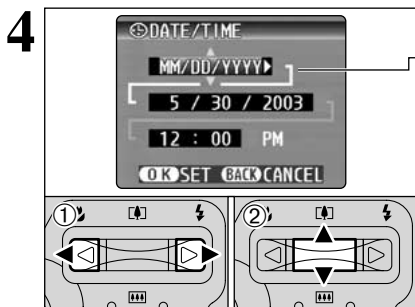 4
DATE/TIME
MM/DD/YYYY
5 / 30 / 2003
12 : 00 PM
OK SET BACK CANCEL
① ②